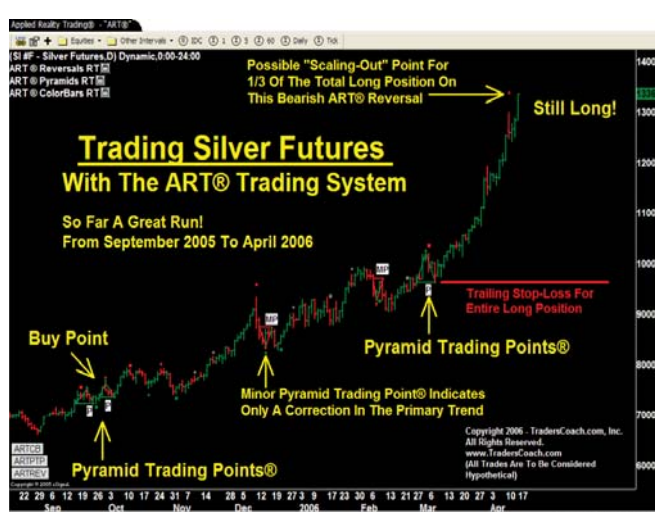 Applied Reality Trading® - "ART®"
Equities
Other Intervals
IDC
1
5
60
Daily
Tick
(SI #F - Silver Futures,D) Dynamic,0:00-24:00
ART ® Reversals RT
ART ® Pyramids RT
ART ® ColorBars RT
Possible "Scaling-Out" Point For
1/3 Of The Total Long Position On
This Bearish ART® Reversal
Still Long!
Trading Silver Futures
With The ART® Trading System
So Far A Great Run!
From September 2005 To April 2006
MP
MP
P
P
P
Trailing Stop-Loss For
Entire Long Position
Buy Point
Pyramid Trading Points®
Minor Pyramid Trading Point® Indicates
Only A Correction In The Primary Trend
Pyramid Trading Points®
Copyright 2006 - TradersCoach.com, Inc.
All Rights Reserved.
www.TradersCoach.com
(All Trades Are To Be Considered
Hypothetical)
ARTCB
ARTPTP
ARTREV
1400
1300
1200
1100
1000
9000
8000
7000
6000
22 29 6 12 19 26 3 10 17 24 31 7 14 28 5 12 19 27 3 9 17 23 30 6 13 21 27 6 13 20 27 3 10 17
Sep Oct Nov Dec 2006 Feb Mar Apr